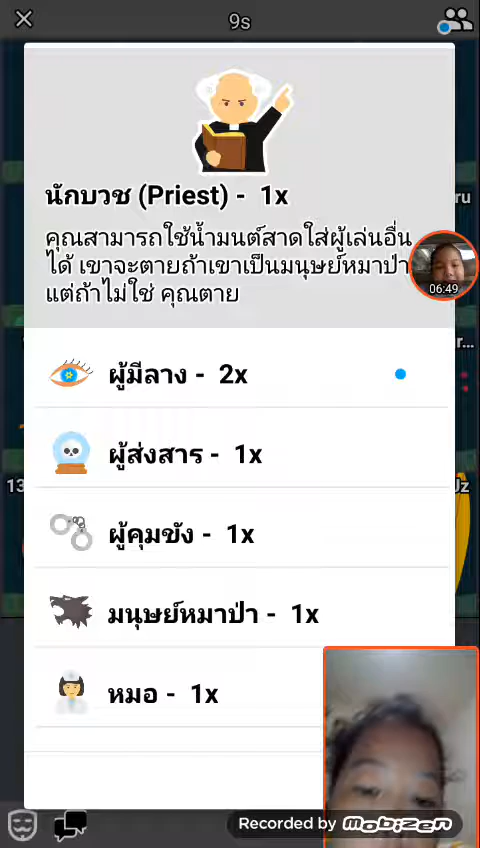 9s
นักบวช (Priest) - 1x
คุณสามารถใช้น้ำมนต์สาดใส่ผู้เล่นอื่น
ได้ เขาจะตายถ้าเขาเป็นมนุษย์หมาป่า
แต่ถ้าไม่ใช่ คุณตาย
ru
06:49
r...
ผู้มีลาง - 2x
ผู้ส่งสาร - 1x
13
Jz
ผู้คุมขัง - 1x
มนุษย์หมาป่า - 1x
หมอ - 1x
Recorded by mobizen